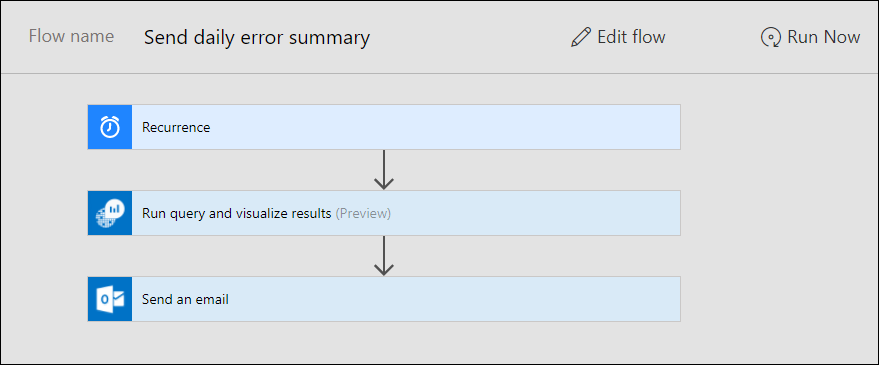 Flow name Send daily error summary Edit flow Run Now
Recurrence
Run query and visualize results (Preview)
Send an email